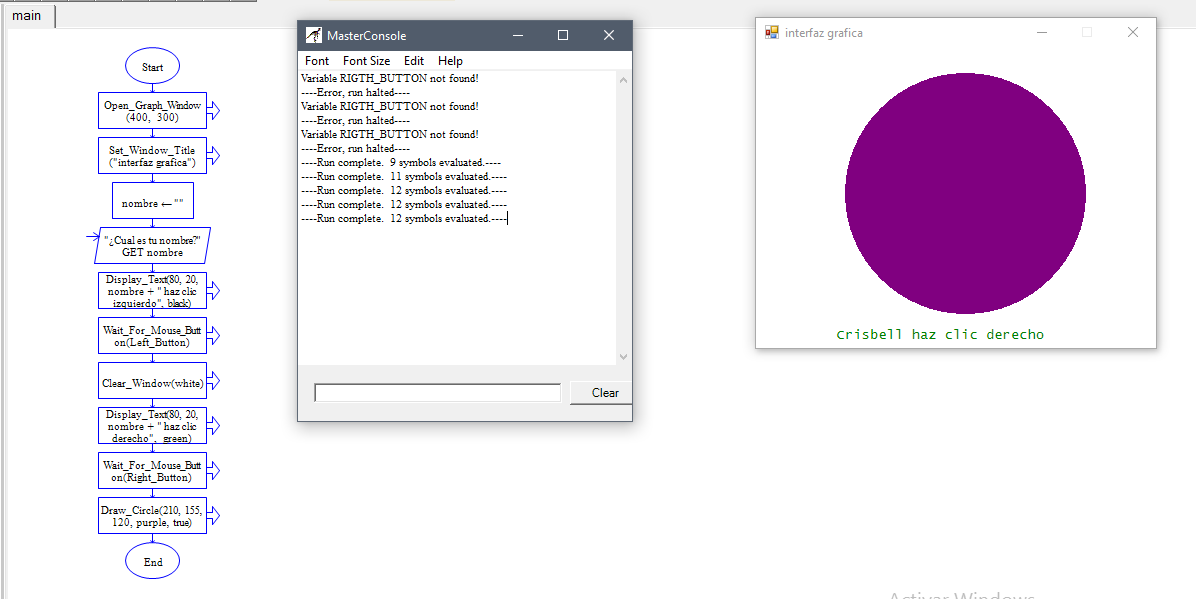 main
Start
Open_Graph_Window
(400, 300)
Set_Window_Title
("interfaz grafica")
nombre ← ""
"¿Cual es tu nombre?"
GET nombre
Display_Text(80, 20,
nombre + " haz clic
izquierdo", black)
Wait_For_Mouse_Butt
on(Left_Button)
Clear_Window(white)
Display_Text(80, 20,
nombre + " haz clic
derecho", green)
Wait_For_Mouse_Butt
on(Right_Button)
Draw_Circle(210, 155,
120, purple, true)
End
MasterConsole
Font Font Size Edit Help
Variable RIGTH_BUTTON not found!
----Error, run halted----
Variable RIGTH_BUTTON not found!
----Error, run halted----
Variable RIGTH_BUTTON not found!
----Error, run halted----
----Run complete. 9 symbols evaluated.----
----Run complete. 11 symbols evaluated.----
----Run complete. 12 symbols evaluated.----
----Run complete. 12 symbols evaluated.----
----Run complete. 12 symbols evaluated.----
Clear
interfaz grafica
Crisbell haz clic derecho
Activar Windows